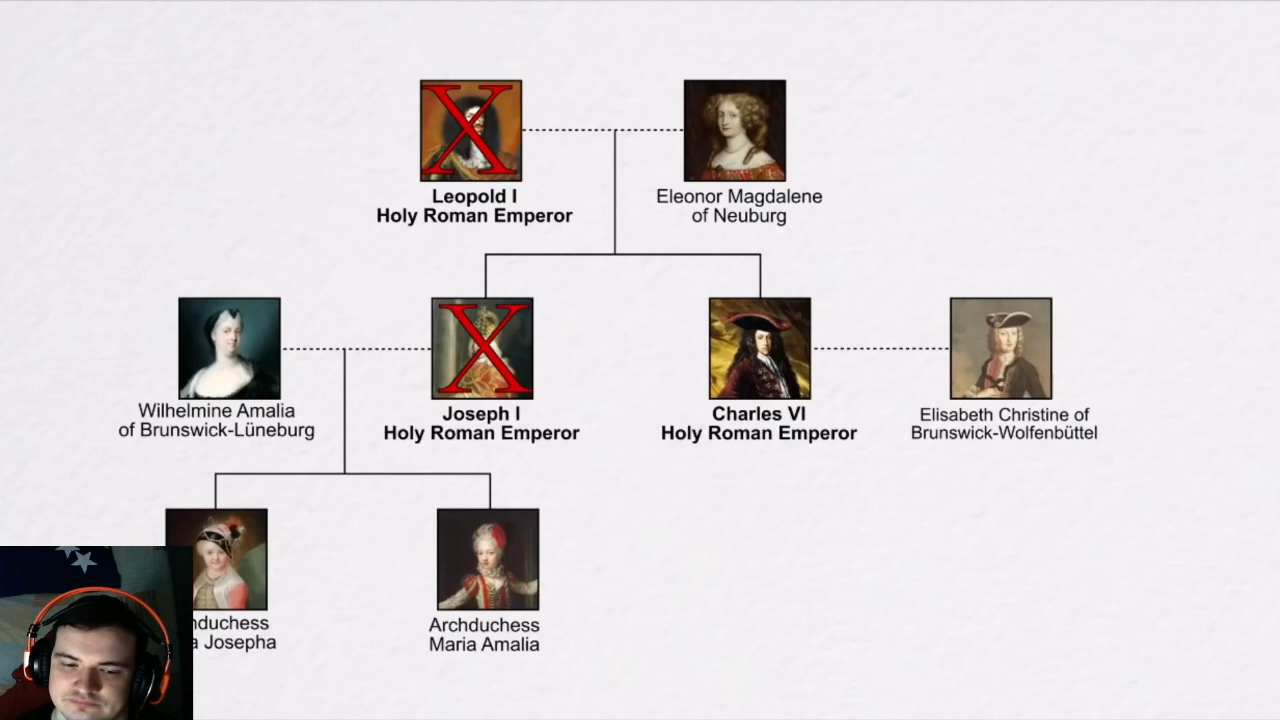 Leopold I
Holy Roman Emperor
Eleonor Magdalene
of Neuburg
Wilhelmine Amalia
of Brunswick-Lüneburg
Joseph I
Holy Roman Emperor
Charles VI
Holy Roman Emperor
Elisabeth Christine of
Brunswick-Wolfenbüttel
Josepha
Archduchess
Maria Amalia